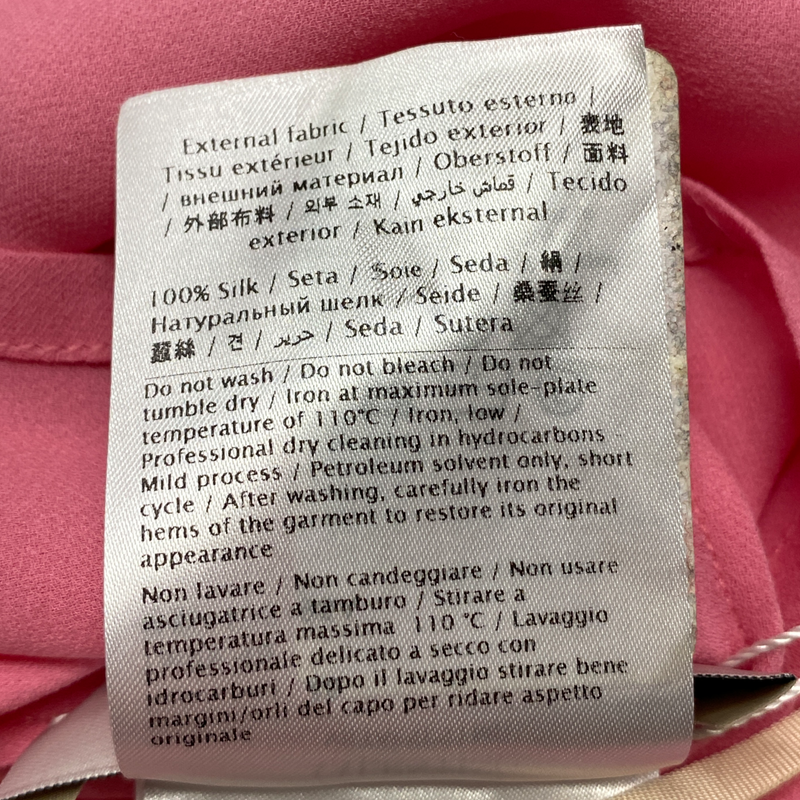 External fabric / Tessuto esterno /
Tissu extérieur / Tejido exterior / 表地
/ внешний материал / Oberstoff / 面料
/ 外部布料 / 외부 소재 / قماش خارجي / Tecido
exterior / Kain eksternal
100% Silk / Seta / Soie / Seda / 絹 /
Натуральный шелк / Seide / 桑蚕丝 /
蠶絲 / 견 / حرير / Seda / Sutera
Do not wash / Do not bleach / Do not
tumble dry / Iron at maximum sole-plate
temperature of 110°C / Iron, low /
Professional dry cleaning in hydrocarbons
Mild process / Petroleum solvent only, short
cycle / After washing, carefully iron the
hems of the garment to restore its original
appearance
Non lavare / Non candeggiare / Non usare
asciugatrice a tamburo / Stirare a
temperatura massima 110 °C / Lavaggio
professionale delicato a secco con
idrocarburi / Dopo il lavaggio stirare bene
margini/orli del capo per ridare aspetto
originale